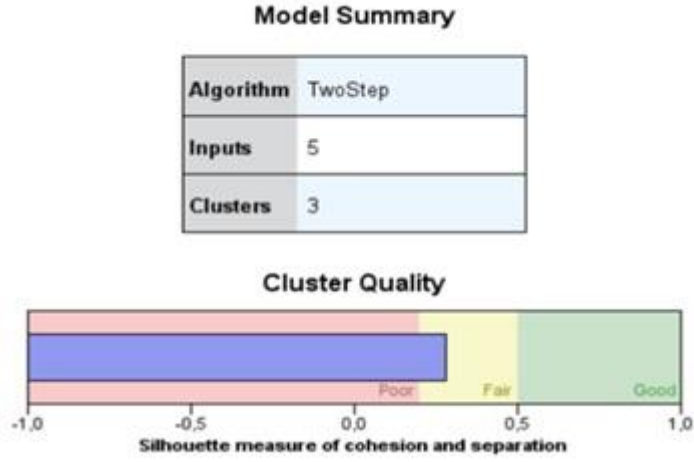 Model Summary
Algorithm TwoStep
Inputs 5
Clusters 3
Cluster Quality
Poor Fair Good
-1,0 -0,5 0,0 0,5 1,0
Silhouette measure of cohesion and separation